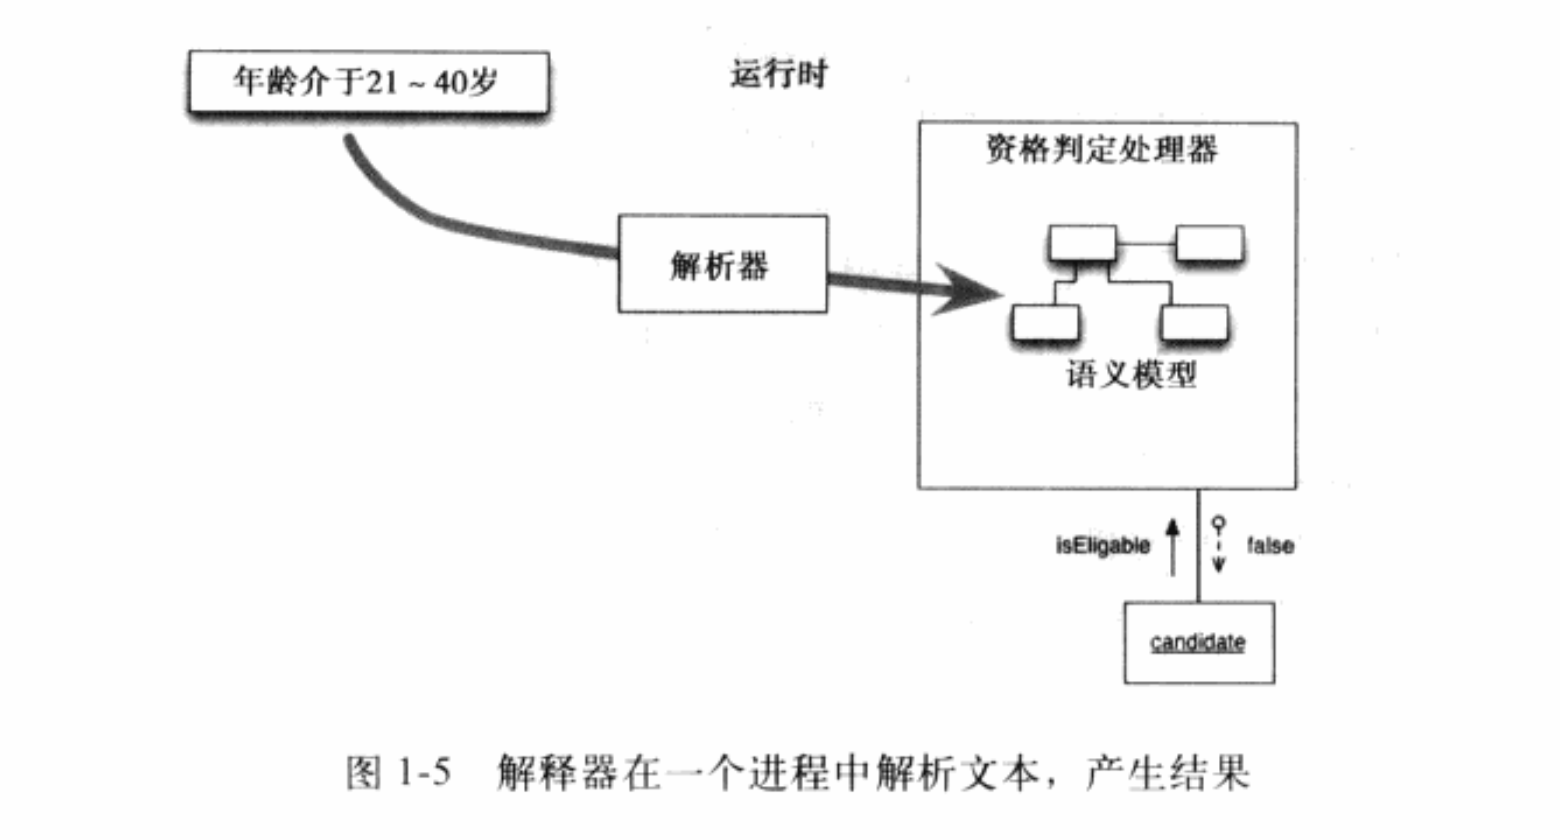 年龄介于21～40岁
运行时
资格判定处理器
解析器
语义模型
isEligable
false
candidate
图 1-5 解释器在一个进程中解析文本，产生结果